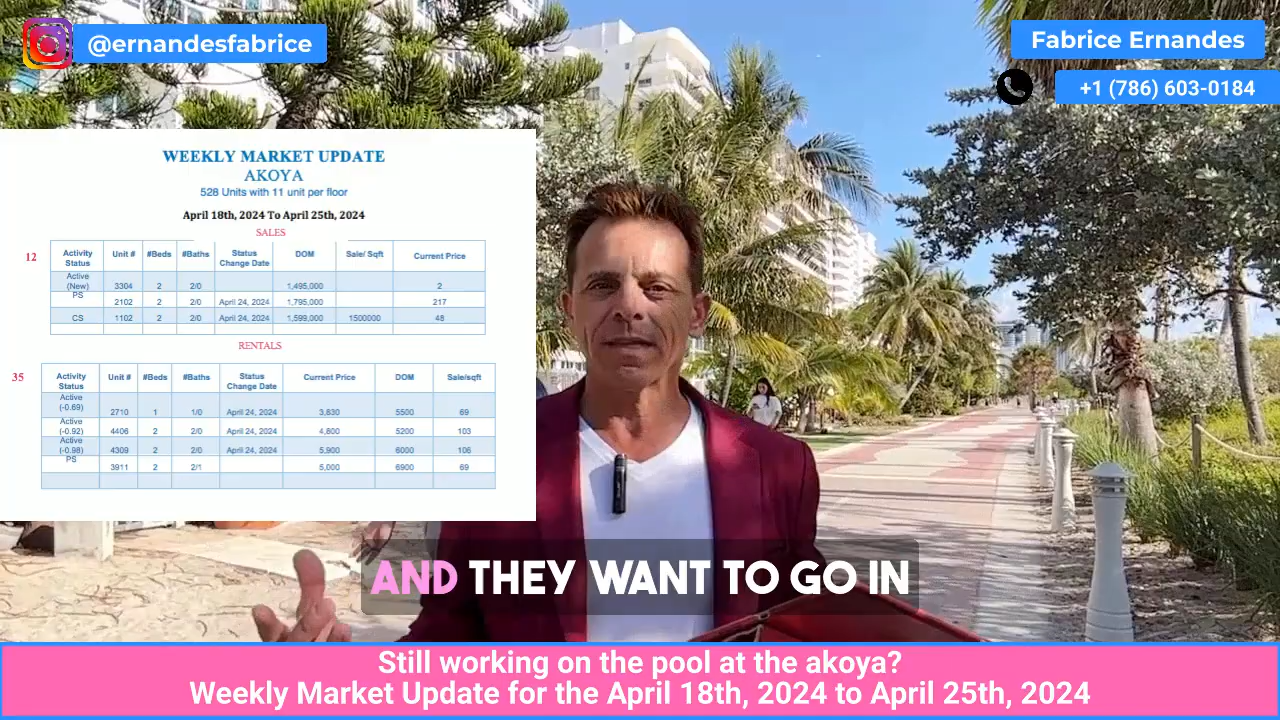 @ernandesfabrice
Fabrice Ernandes
+1 (786) 603-0184
WEEKLY MARKET UPDATE
AKOYA
528 Units with 11 unit per floor
April 18th, 2024 To April 25th, 2024
SALES
12
Activity Status Unit # #Beds #Baths Status Change Date DOM Sale/ Sqft Current Price
Active (New) 3304 2 2/0 1,495,000 2
PS 2102 2 2/0 April 24, 2024 1,795,000 217
CS 1102 2 2/0 April 24, 2024 1,599,000 1500000 48
RENTALS
35
Activity Status Unit # #Beds #Baths Status Change Date Current Price DOM Sale/sqft
Active (-0.69) 2710 1 1/0 April 24, 2024 3,830 5500 69
Active (-0.92) 4406 2 2/0 April 24, 2024 4,800 5200 103
Active (-0.98) 4309 2 2/0 April 24, 2024 5,900 6000 106
PS 3911 2 2/1 5,000 6900 69
AND THEY WANT TO GO IN
Still working on the pool at the akoya?
Weekly Market Update for the April 18th, 2024 to April 25th, 2024